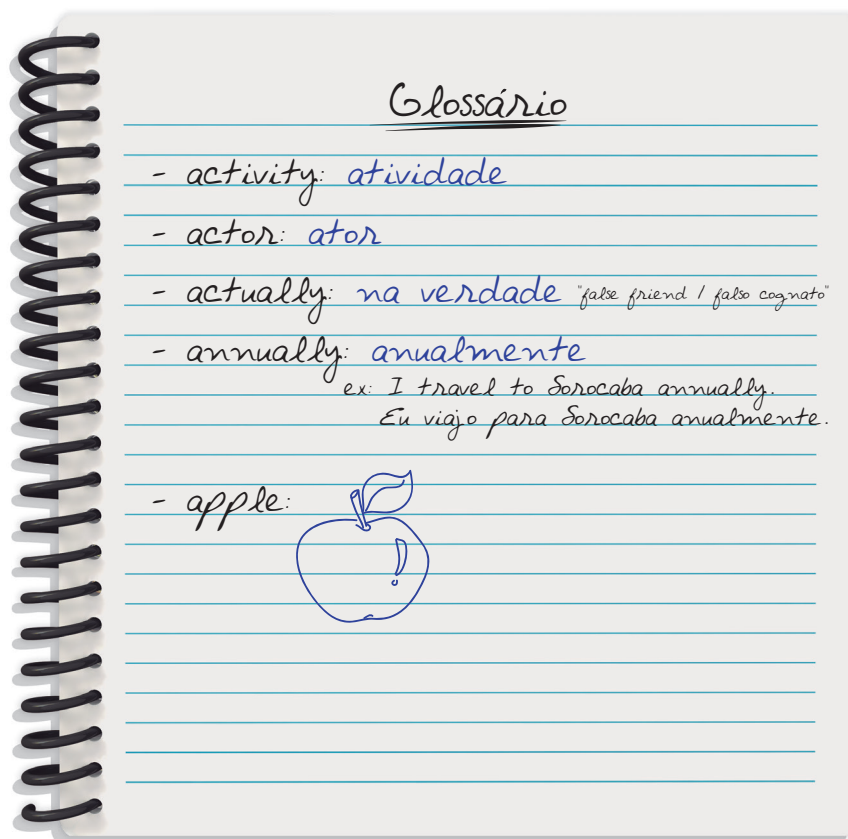 Glossário
- activity: atividade
- actor: ator
- actually: na verdade "false friend / falso cognato"
- annually: anualmente
ex: I travel to Sorocaba annually.
Eu viajo para Sorocaba anualmente.
- apple: